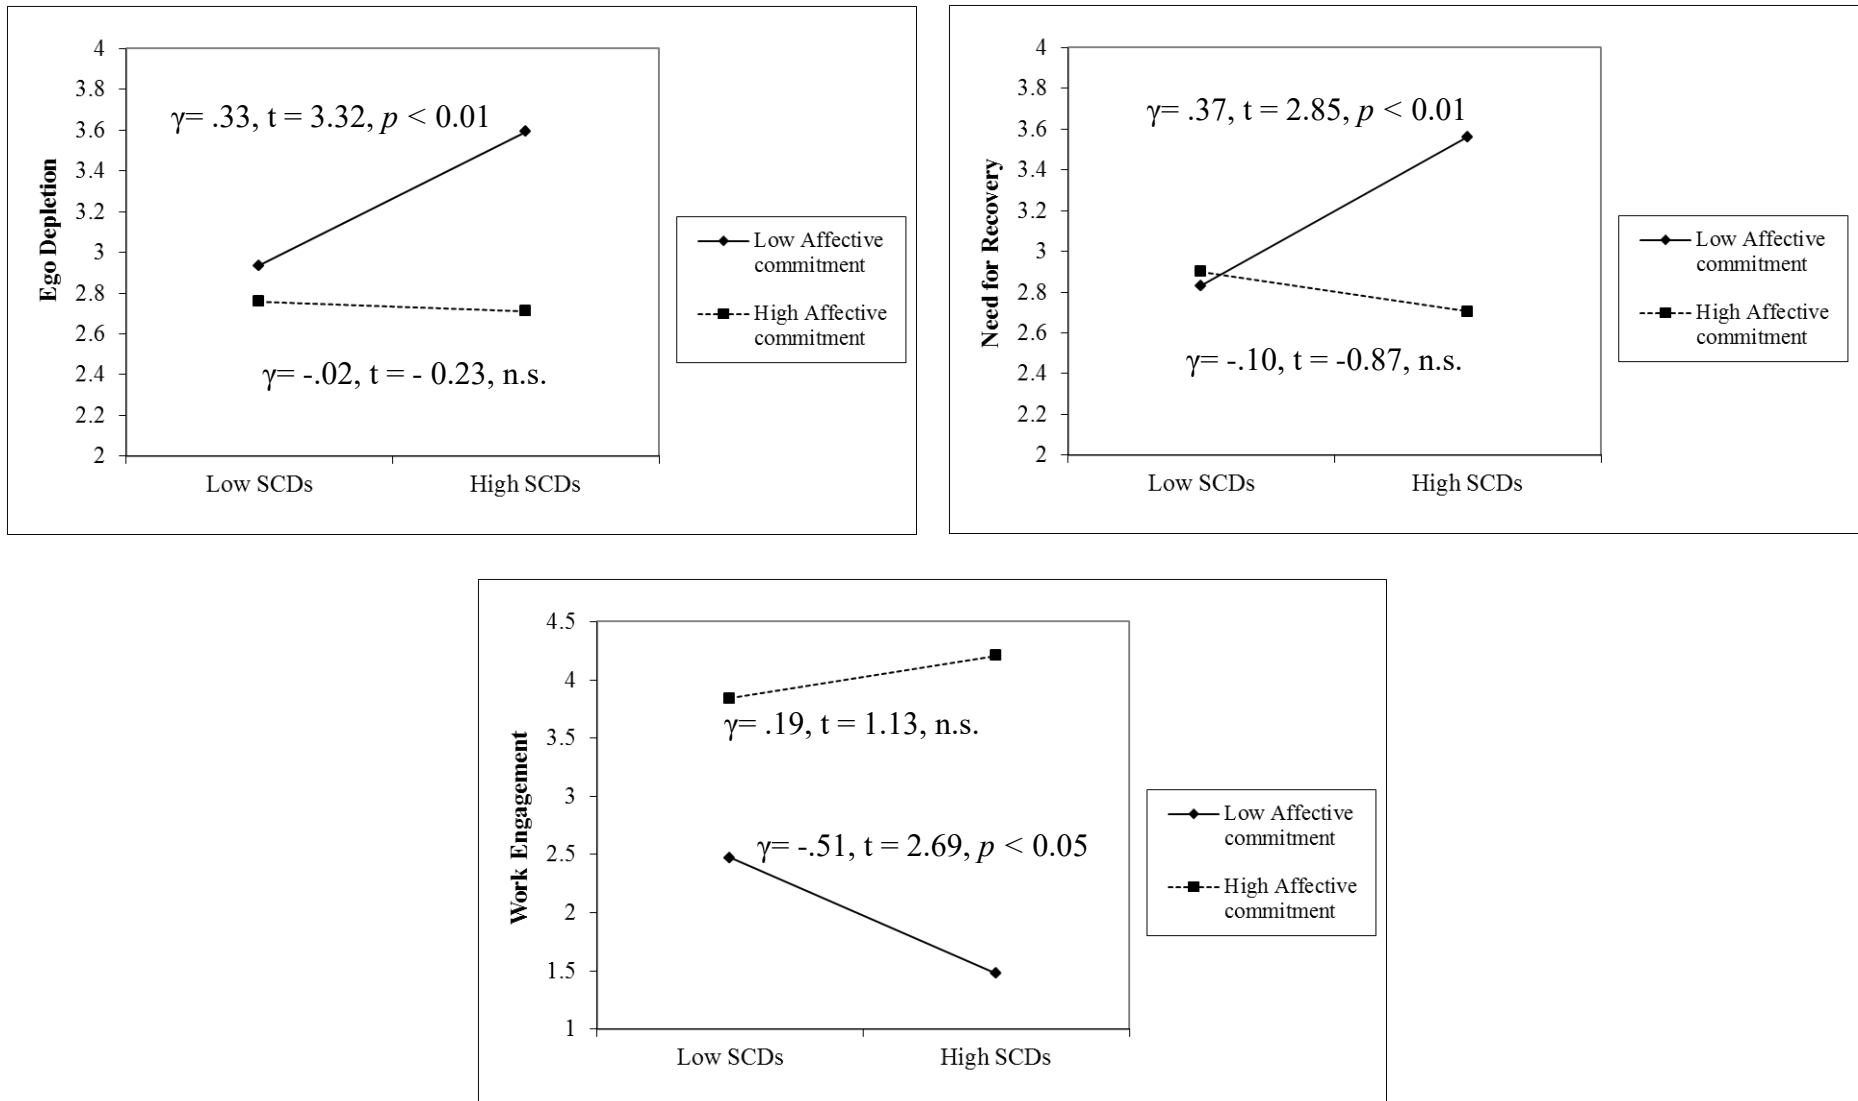 4
3.8
3.6
3.4
3.2
3
2.8
2.6
2.4
2.2
2
Ego Depletion
γ= .33, t = 3.32, p < 0.01
γ= -.02, t = - 0.23, n.s.
Low SCDs
High SCDs
Low Affective
commitment
High Affective
commitment
4
3.8
3.6
3.4
3.2
3
2.8
2.6
2.4
2.2
2
Need for Recovery
γ= .37, t = 2.85, p < 0.01
γ= -.10, t = -0.87, n.s.
Low SCDs
High SCDs
Low Affective
commitment
High Affective
commitment
4.5
4
3.5
3
2.5
2
1.5
1
Work Engagement
γ= .19, t = 1.13, n.s.
γ= -.51, t = 2.69, p < 0.05
Low SCDs
High SCDs
Low Affective
commitment
High Affective
commitment